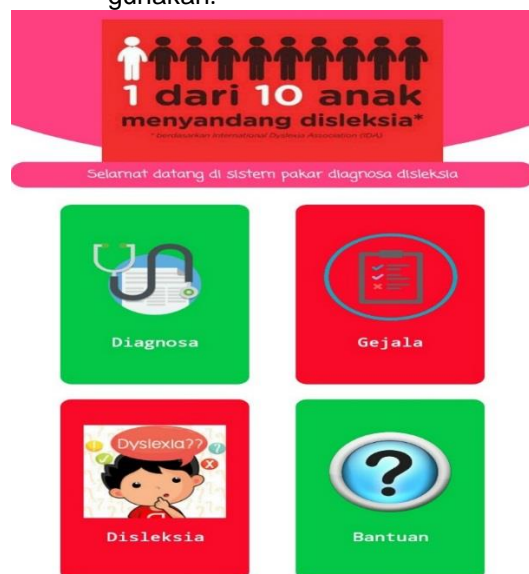 gunakan.
1 dari 10 anak
menyandang disleksia*
* berdasarkan International Dyslexia Association (IDA)
Selamat datang di sistem pakar diagnosa disleksia
Diagnosa
Gejala
Dyslexia??
Disleksia
?
Bantuan